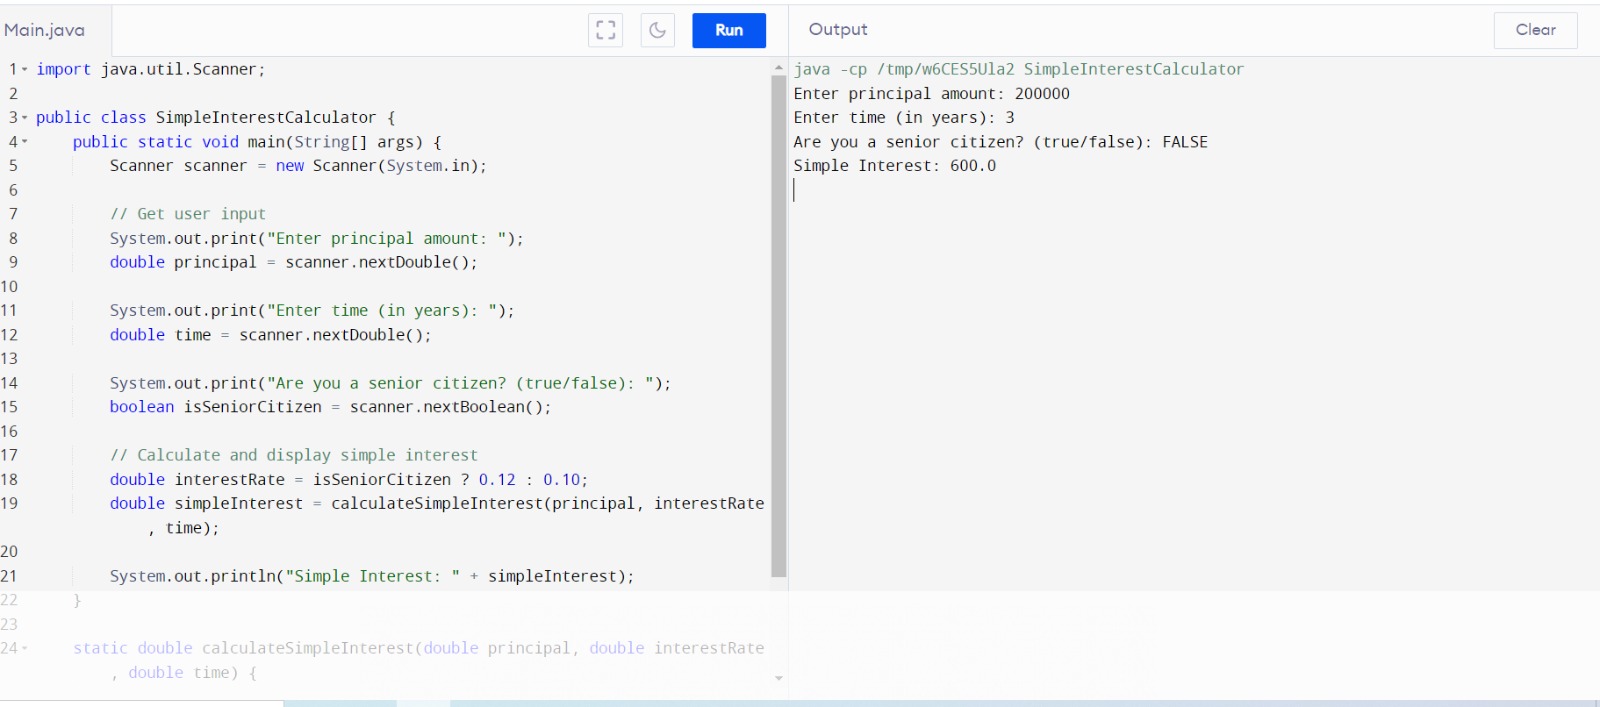 Main.java
Run
Output
Clear
1 import java.util.Scanner;
2
3 public class SimpleInterestCalculator {
4     public static void main(String[] args) {
5         Scanner scanner = new Scanner(System.in);
6
7         // Get user input
8         System.out.print("Enter principal amount: ");
9         double principal = scanner.nextDouble();
10
11         System.out.print("Enter time (in years): ");
12         double time = scanner.nextDouble();
13
14         System.out.print("Are you a senior citizen? (true/false): ");
15         boolean isSeniorCitizen = scanner.nextBoolean();
16
17         // Calculate and display simple interest
18         double interestRate = isSeniorCitizen ? 0.12 : 0.10;
19         double simpleInterest = calculateSimpleInterest(principal, interestRate
            , time);
20
21         System.out.println("Simple Interest: " + simpleInterest);
22     }
23
24     static double calculateSimpleInterest(double principal, double interestRate
        , double time) {
java -cp /tmp/w6CES5Ula2 SimpleInterestCalculator
Enter principal amount: 200000
Enter time (in years): 3
Are you a senior citizen? (true/false): FALSE
Simple Interest: 600.0